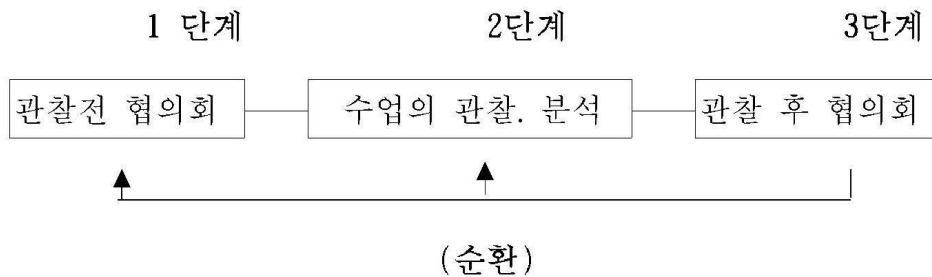 1 단계 2단계 3단계
관찰전 협의회 수업의 관찰. 분석 관찰 후 협의회
(순환)